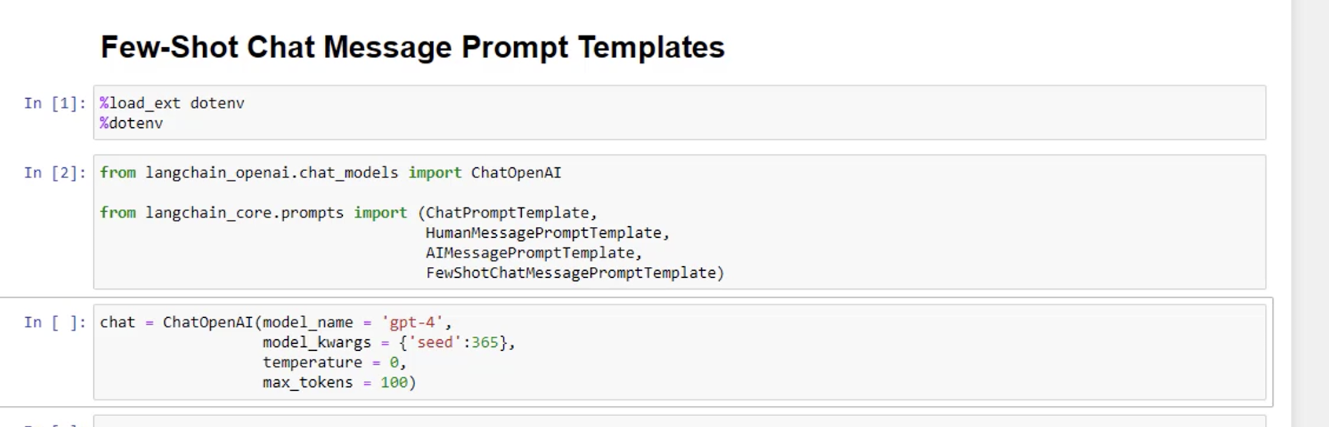 Few-Shot Chat Message Prompt Templates
In [1]: %load_ext dotenv
%dotenv
In [2]: from langchain_openai.chat_models import ChatOpenAI
from langchain_core.prompts import (ChatPromptTemplate,
HumanMessagePromptTemplate,
AIMessagePromptTemplate,
FewShotChatMessagePromptTemplate)
In [ ]: chat = ChatOpenAI(model_name = 'gpt-4',
model_kwargs = {'seed':365},
temperature = 0,
max_tokens = 100)